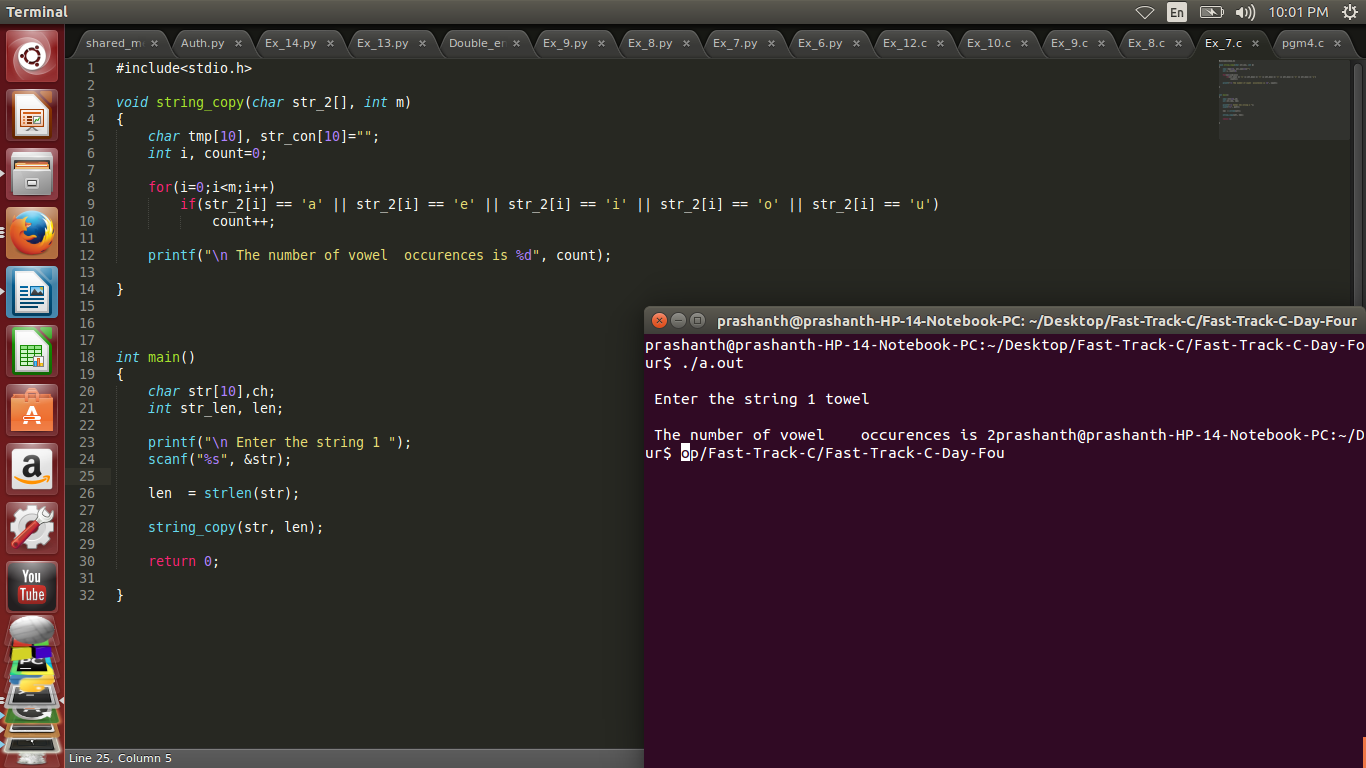 Terminal
En
10:01 PM
shared_m
Auth.py
Ex_14.py
Ex_13.py
Double_e
Ex_9.py
Ex_8.py
Ex_7.py
Ex_6.py
Ex_12.c
Ex_10.c
Ex_9.c
Ex_8.c
Ex_7.c
pgm4.c
1 #include<stdio.h>
2
3 void string_copy(char str_2[], int m)
4 {
5     char tmp[10], str_con[10]="";
6     int i, count=0;
7
8     for(i=0;i<m;i++)
9         if(str_2[i] == 'a' || str_2[i] == 'e' || str_2[i] == 'i' || str_2[i] == 'o' || str_2[i] == 'u')
10             count++;
11
12     printf("\n The number of vowel  occurences is %d", count);
13
14 }
15
16
17
18 int main()
19 {
20     char str[10],ch;
21     int str_len, len;
22
23     printf("\n Enter the string 1 ");
24     scanf("%s", &str);
25
26     len  = strlen(str);
27
28     string_copy(str, len);
29
30     return 0;
31
32 }
prashanth@prashanth-HP-14-Notebook-PC: ~/Desktop/Fast-Track-C/Fast-Track-C-Day-Four
prashanth@prashanth-HP-14-Notebook-PC:~/Desktop/Fast-Track-C/Fast-Track-C-Day-Fo
ur$ ./a.out
Enter the string 1 towel
The number of vowel    occurences is 2prashanth@prashanth-HP-14-Notebook-PC:~/D
ur$ op/Fast-Track-C/Fast-Track-C-Day-Fou
You
Tube
PC
Line 25, Column 5